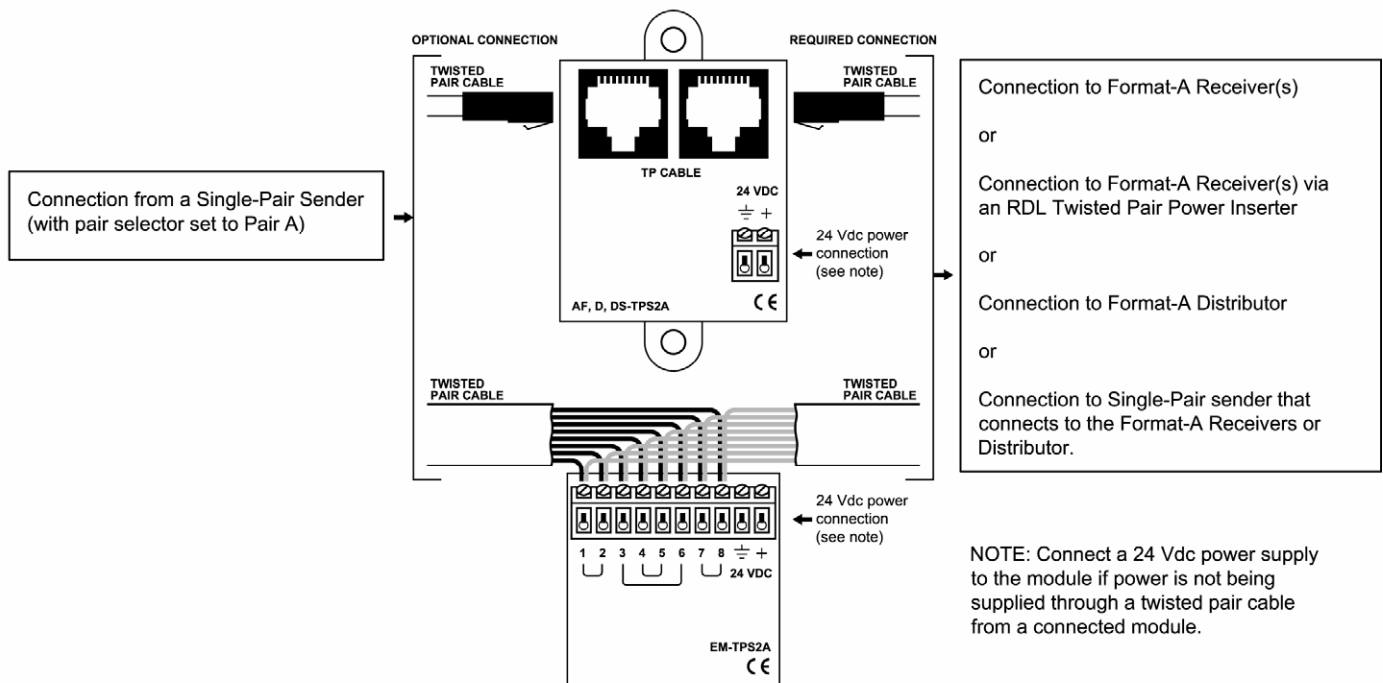 OPTIONAL CONNECTION
REQUIRED CONNECTION
TWISTED
PAIR CABLE
TWISTED
PAIR CABLE
TP CABLE
24 VDC
+
24 Vdc power
connection
(see note)
AF, D, DS-TPS2A
CE
Connection from a Single-Pair Sender
(with pair selector set to Pair A)
Connection to Format-A Receiver(s)
or
Connection to Format-A Receiver(s) via
an RDL Twisted Pair Power Inserter
or
Connection to Format-A Distributor
or
Connection to Single-Pair sender that
connects to the Format-A Receivers or
Distributor.
TWISTED
PAIR CABLE
TWISTED
PAIR CABLE
24 Vdc power
connection
(see note)
1 2 3 4 5 6 7 8 +
24 VDC
EM-TPS2A
CE
NOTE: Connect a 24 Vdc power supply
to the module if power is not being
supplied through a twisted pair cable
from a connected module.